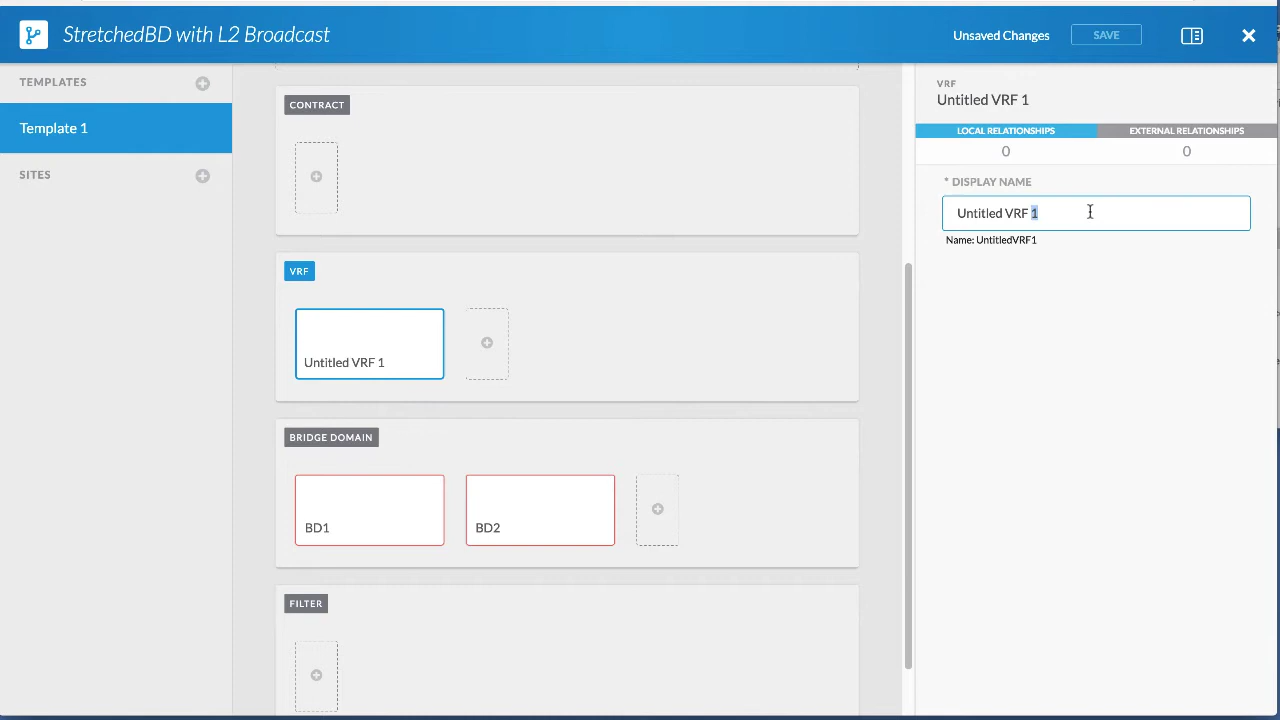 StretchedBD with L2 Broadcast
Unsaved Changes
SAVE
TEMPLATES
Template 1
SITES
CONTRACT
VRF
Untitled VRF 1
BRIDGE DOMAIN
BD1
BD2
FILTER
VRF
Untitled VRF 1
LOCAL RELATIONSHIPS
EXTERNAL RELATIONSHIPS
0
0
* DISPLAY NAME
Untitled VRF 1
Name: UntitledVRF1